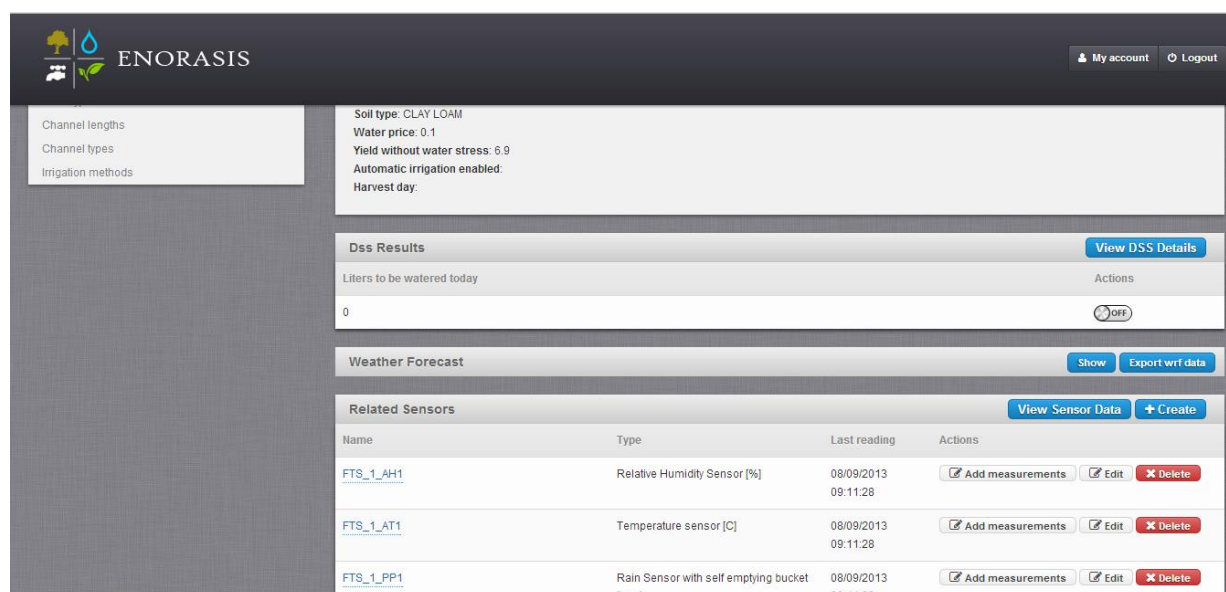 ENORASIS
My account
Logout
Channel lengths
Channel types
Irrigation methods
Soil type: CLAY LOAM
Water price: 0.1
Yield without water stress: 6.9
Automatic irrigation enabled:
Harvest day:
Dss Results
View DSS Details
Liters to be watered today
Actions
0
OFF
Weather Forecast
Show
Export wrf data
Related Sensors
View Sensor Data
+ Create
Name
Type
Last reading
Actions
FTS_1_AH1
Relative Humidity Sensor [%]
08/09/2013
09:11:28
Add measurements
Edit
Delete
FTS_1_AT1
Temperature sensor [C]
08/09/2013
09:11:28
Add measurements
Edit
Delete
FTS_1_PP1
Rain Sensor with self emptying bucket
08/09/2013
Add measurements
Edit
Delete